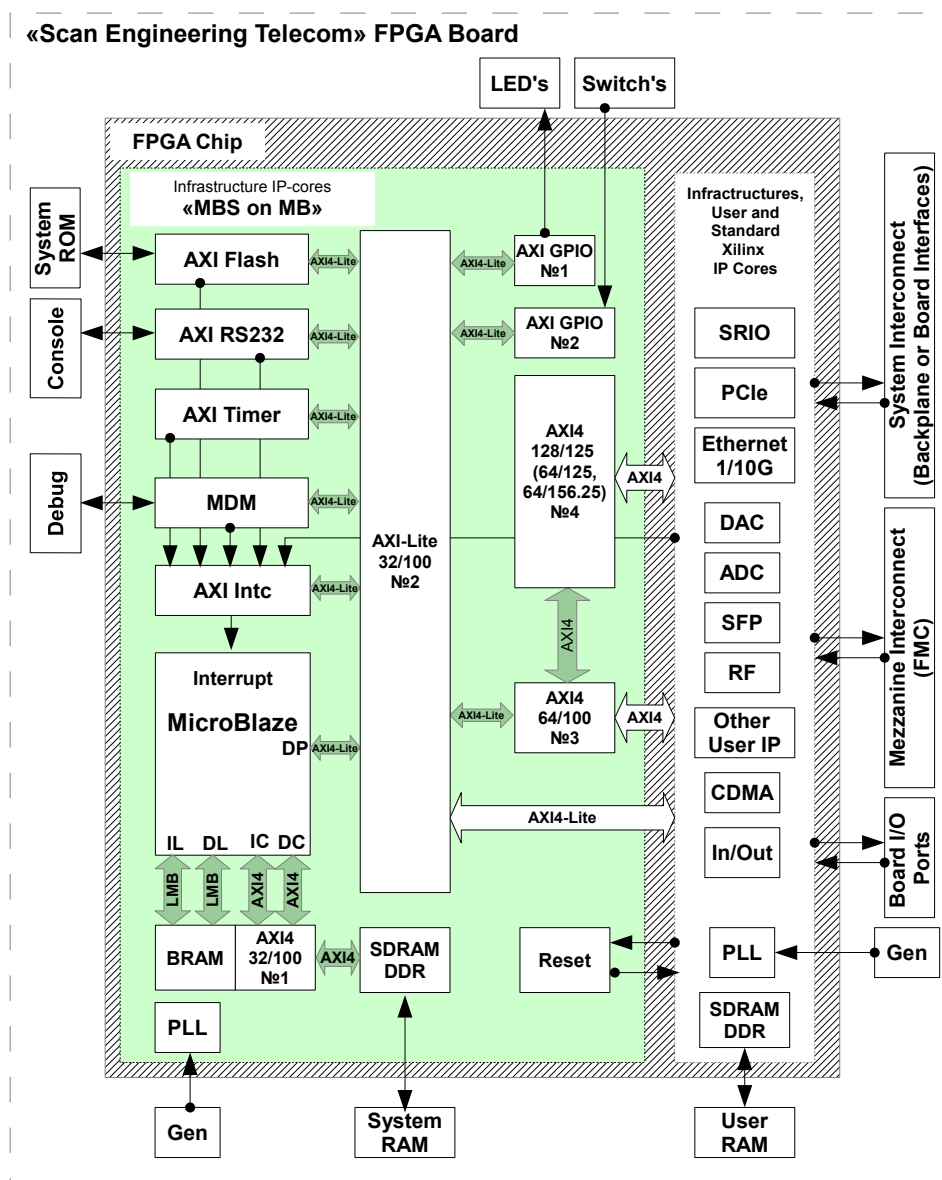 «Scan Engineering Telecom» FPGA Board
LED's
Switch's
FPGA Chip
Infrastructure IP-cores
«MBS on MB»
System
ROM
Console
Debug
AXI Flash
AXI RS232
AXI Timer
MDM
AXI Intc
AXI4-Lite
AXI4-Lite
AXI4-Lite
AXI4-Lite
AXI4-Lite
Interrupt
MicroBlaze
DP
AXI4-Lite
IL
DL
IC
DC
LMB
LMB
AXI4
AXI4
BRAM
AXI4
32/100
№1
AXI4
SDRAM
DDR
PLL
Gen
System
RAM
AXI-Lite
32/100
№2
AXI4-Lite
AXI4-Lite
AXI GPIO
№1
AXI GPIO
№2
AXI4
128/125
(64/125,
64/156.25)
№4
AXI4
AXI4
AXI4-Lite
AXI4
64/100
№3
AXI4
AXI4-Lite
Reset
Infractructures,
User and
Standard
Xilinx
IP Cores
SRIO
PCIe
Ethernet
1/10G
DAC
ADC
SFP
RF
Other
User IP
CDMA
In/Out
PLL
SDRAM
DDR
User
RAM
System Interconnect
(Backplane or Board Interfaces)
Mezzanine Interconnect
(FMC)
Board I/O
Ports
Gen